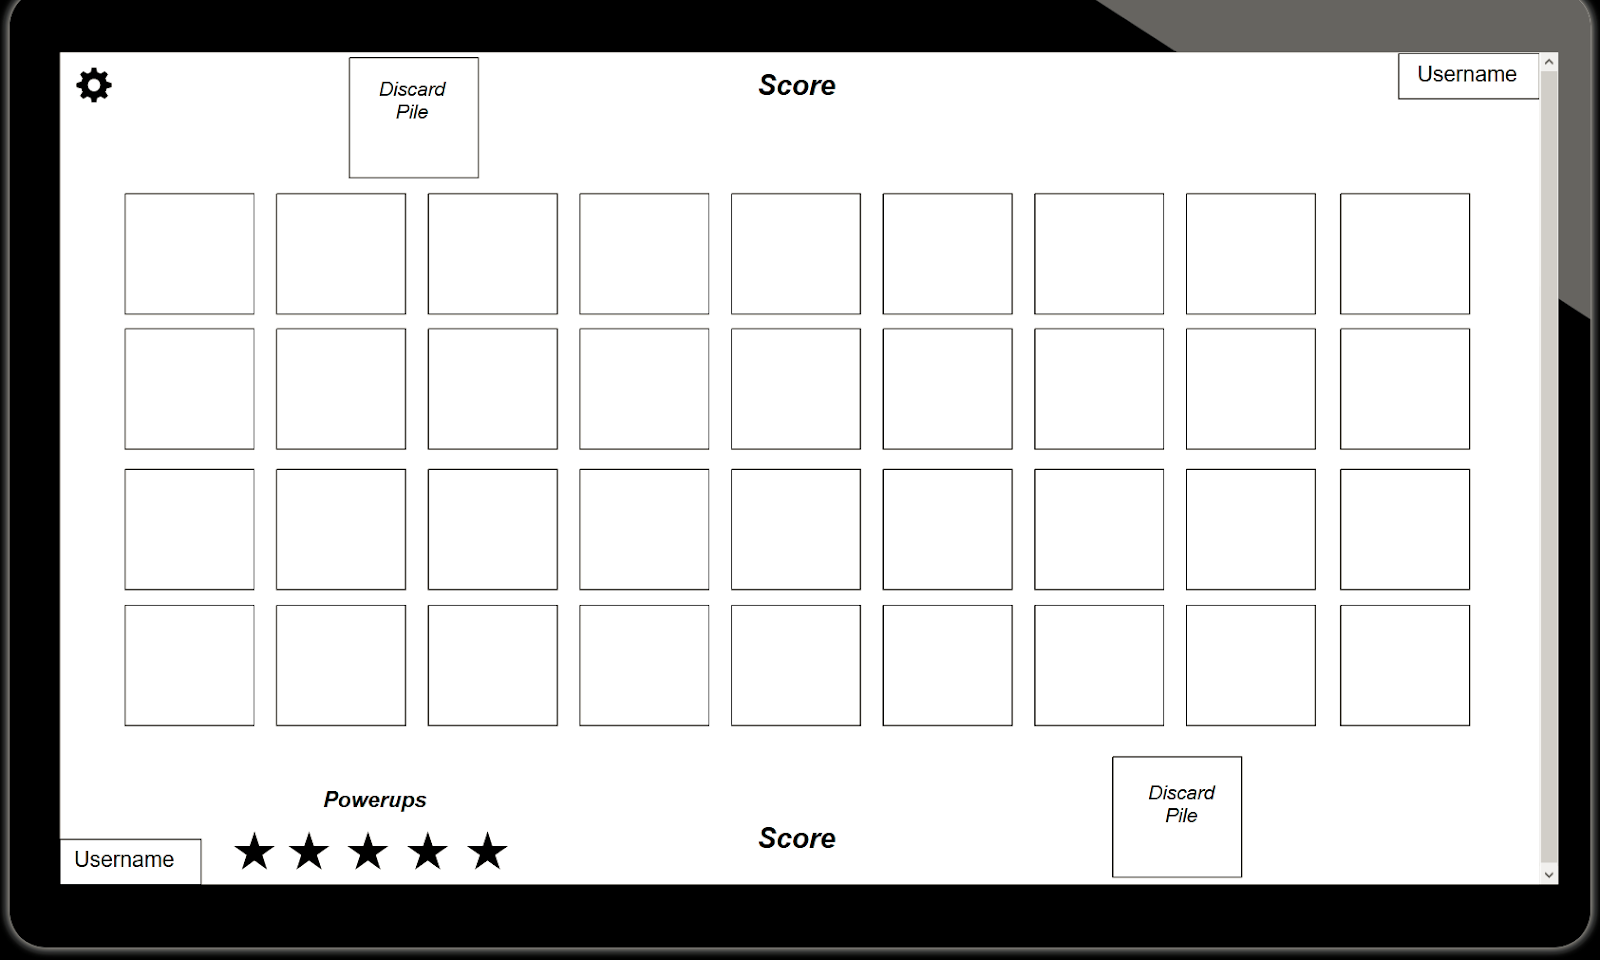 Discard
Pile
Score
Username
Powerups
Username
Score
Discard
Pile